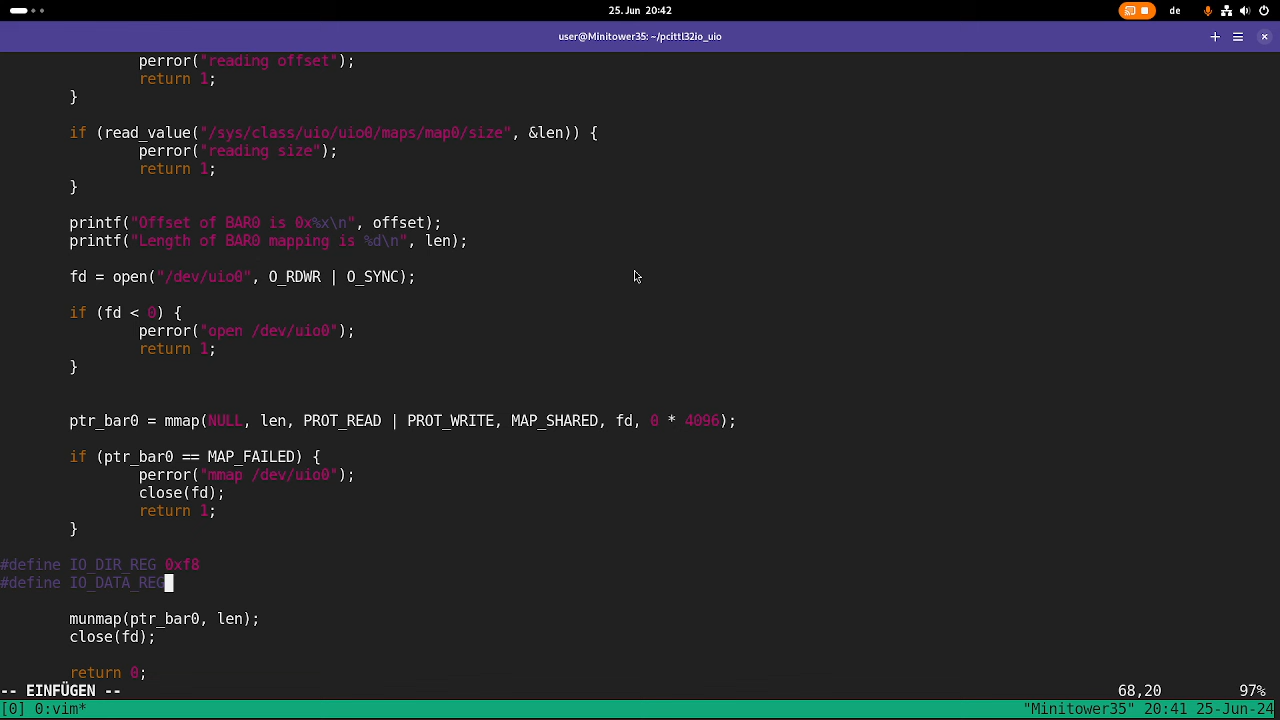 25. Jun 20:42
de
user@Minitower35: ~/pcittl32io_uio
perror("reading offset");
return 1;
}
if (read_value("/sys/class/uio/uio0/maps/map0/size", &len)) {
perror("reading size");
return 1;
}
printf("Offset of BAR0 is 0x%x\n", offset);
printf("Length of BAR0 mapping is %d\n", len);
fd = open("/dev/uio0", O_RDWR | O_SYNC);
if (fd < 0) {
perror("open /dev/uio0");
return 1;
}
ptr_bar0 = mmap(NULL, len, PROT_READ | PROT_WRITE, MAP_SHARED, fd, 0 * 4096);
if (ptr_bar0 == MAP_FAILED) {
perror("mmap /dev/uio0");
close(fd);
return 1;
}
#define IO_DIR_REG 0xf8
#define IO_DATA_REG
munmap(ptr_bar0, len);
close(fd);
return 0;
-- EINFÜGEN --
68,20
97%
[0] 0:vim*
"Minitower35" 20:41 25-Jun-24